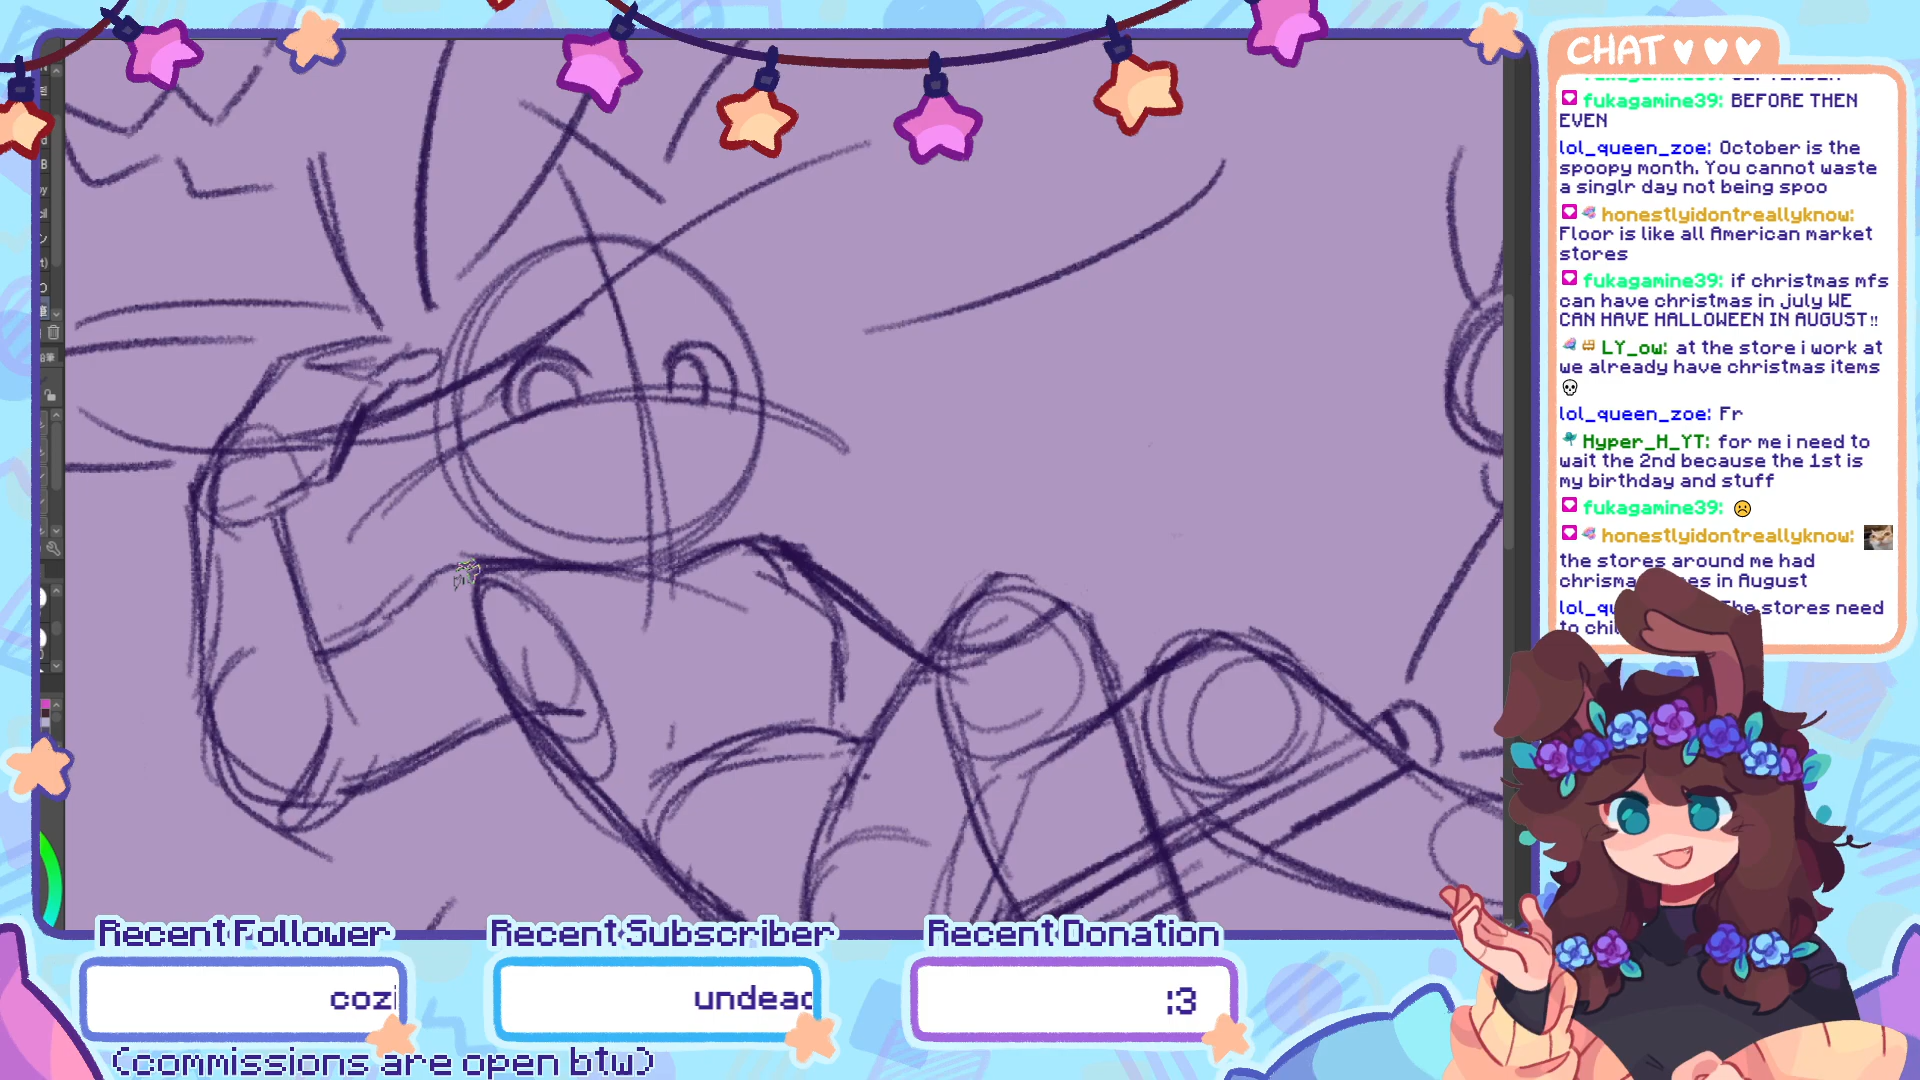 CHAT
fukagamine39: BEFORE THEN
EVEN
lol_queen_zoe: October is the
spoopy month. You cannot waste
a singlr day not being spoo
honestlyidontreallyknow:
Floor is like all American market
stores
fukagamine39: if christmas mfs
can have christmas in july WE
CAN HAVE HALLOWEEN IN AUGUST!!
LY_ow: at the store i work at
we already have christmas items
💀
lol_queen_zoe: Fr
Hyper_H_YT: for me i need to
wait the 2nd because the 1st is
my birthday and stuff
fukagamine39: ☹️
honestlyidontreallyknow:
the stores around me had
in August
The stores need
Recent Follower
Recent Subscriber
Recent Donation
cozi
undead
:3
(commissions are open btw)